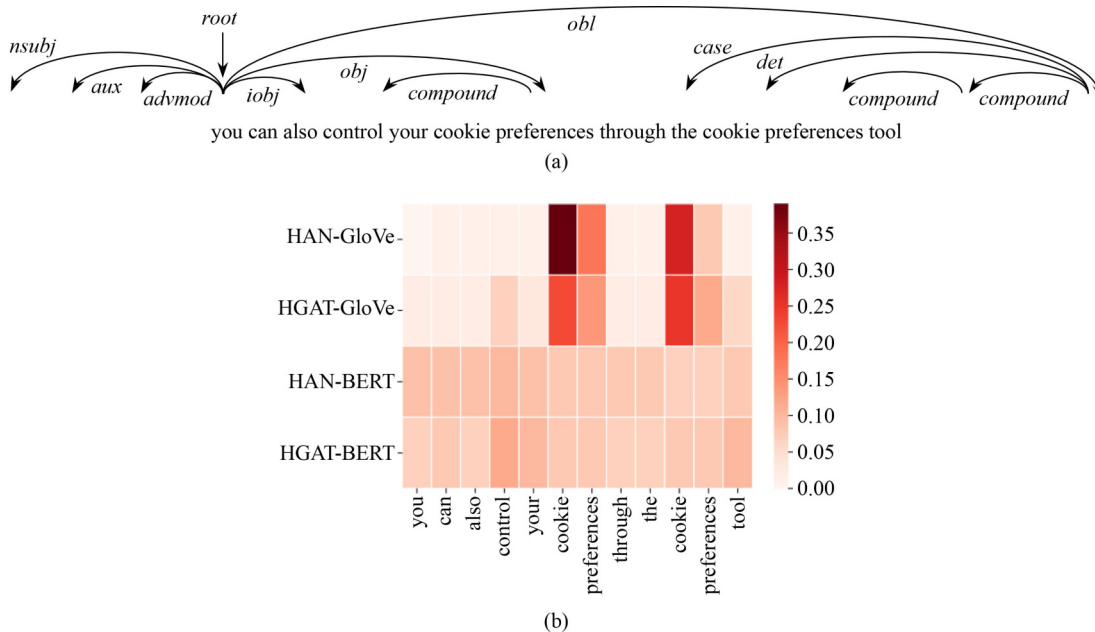 root
obl
nsubj
case
obj
det
aux
advmod
iobj
compound
compound
compound
you can also control your cookie preferences through the cookie preferences tool
(a)
HAN-GloVe
HGAT-GloVe
HAN-BERT
HGAT-BERT
0.35
0.30
0.25
0.20
0.15
0.10
0.05
0.00
you
can
also
control
your
cookie
preferences
through
the
cookie
preferences
tool
(b)